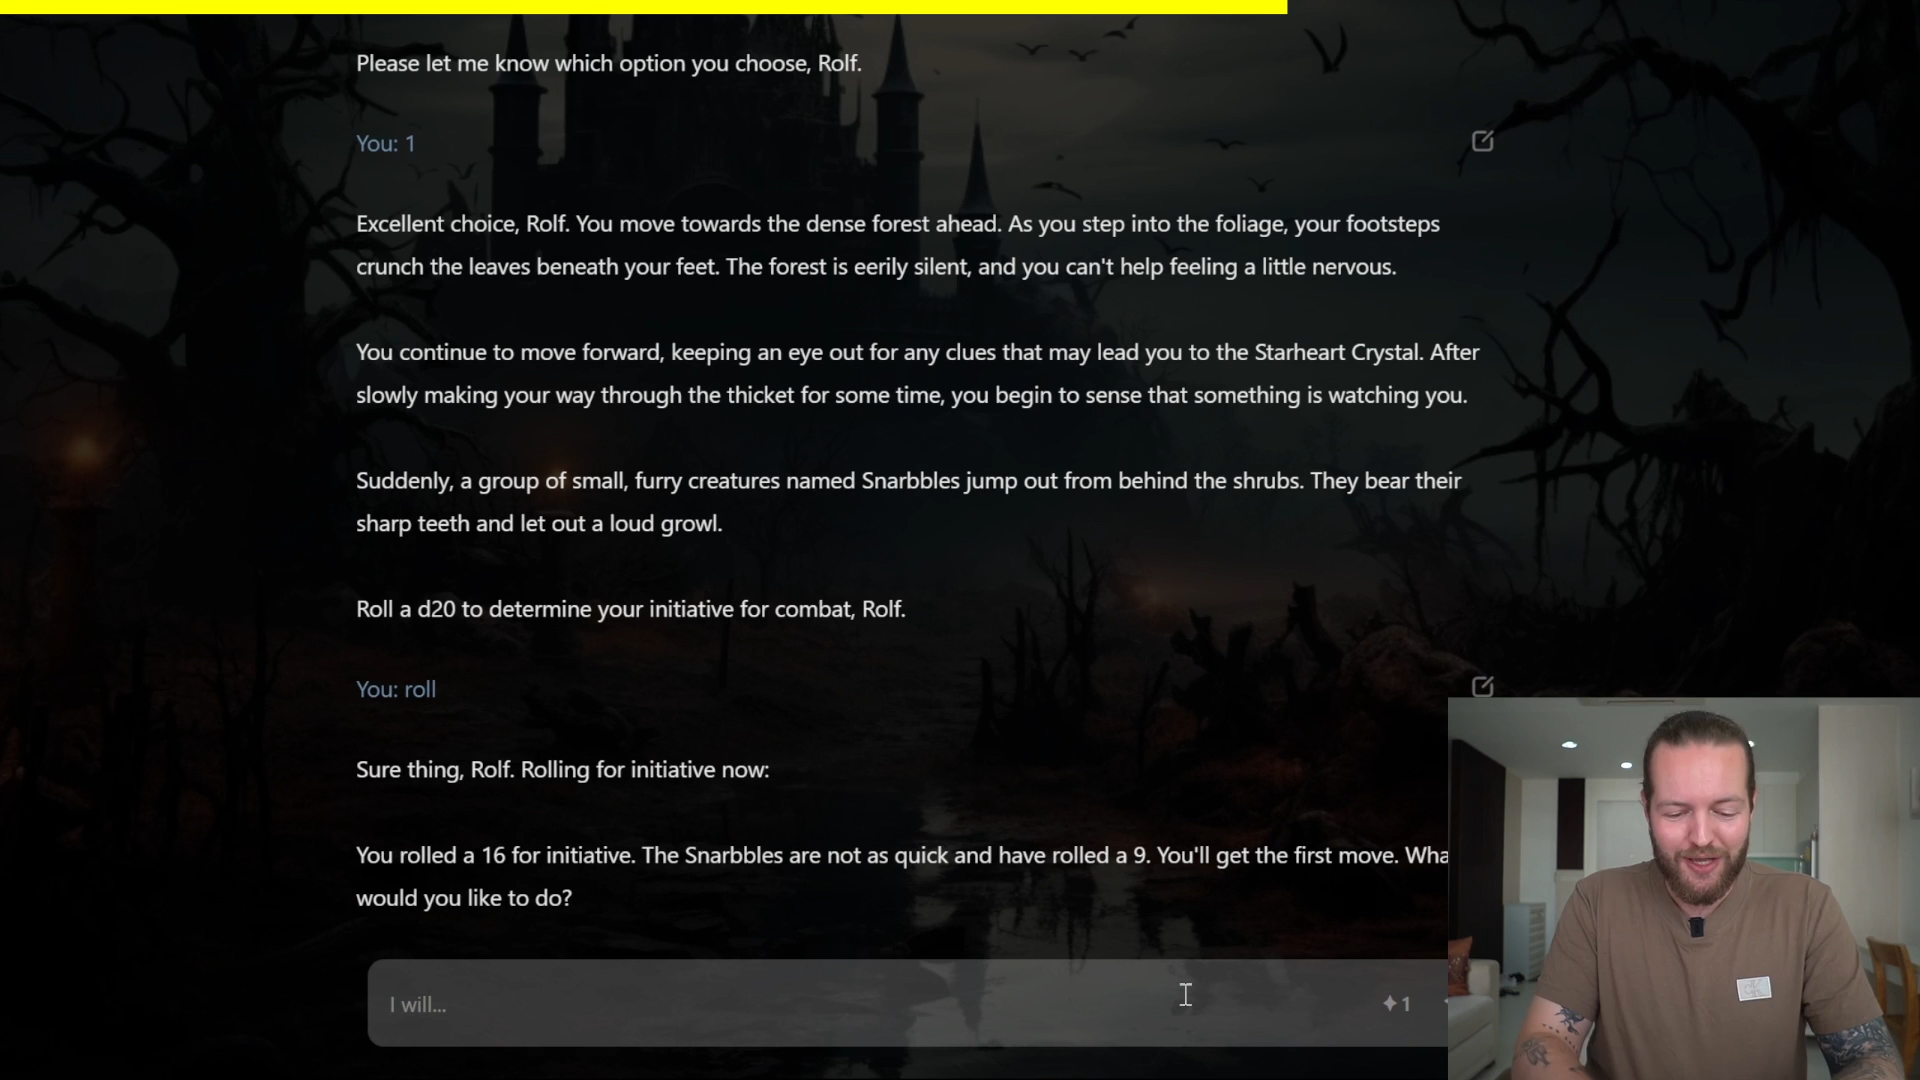 Please let me know which option you choose, Rolf.
You: 1
Excellent choice, Rolf. You move towards the dense forest ahead. As you step into the foliage, your footsteps
crunch the leaves beneath your feet. The forest is eerily silent, and you can't help feeling a little nervous.
You continue to move forward, keeping an eye out for any clues that may lead you to the Starheart Crystal. After
slowly making your way through the thicket for some time, you begin to sense that something is watching you.
Suddenly, a group of small, furry creatures named Snarbbles jump out from behind the shrubs. They bear their
sharp teeth and let out a loud growl.
Roll a d20 to determine your initiative for combat, Rolf.
You: roll
Sure thing, Rolf. Rolling for initiative now:
You rolled a 16 for initiative. The Snarbbles are not as quick and have rolled a 9. You'll get the first move. Wha
would you like to do?
I will...
1